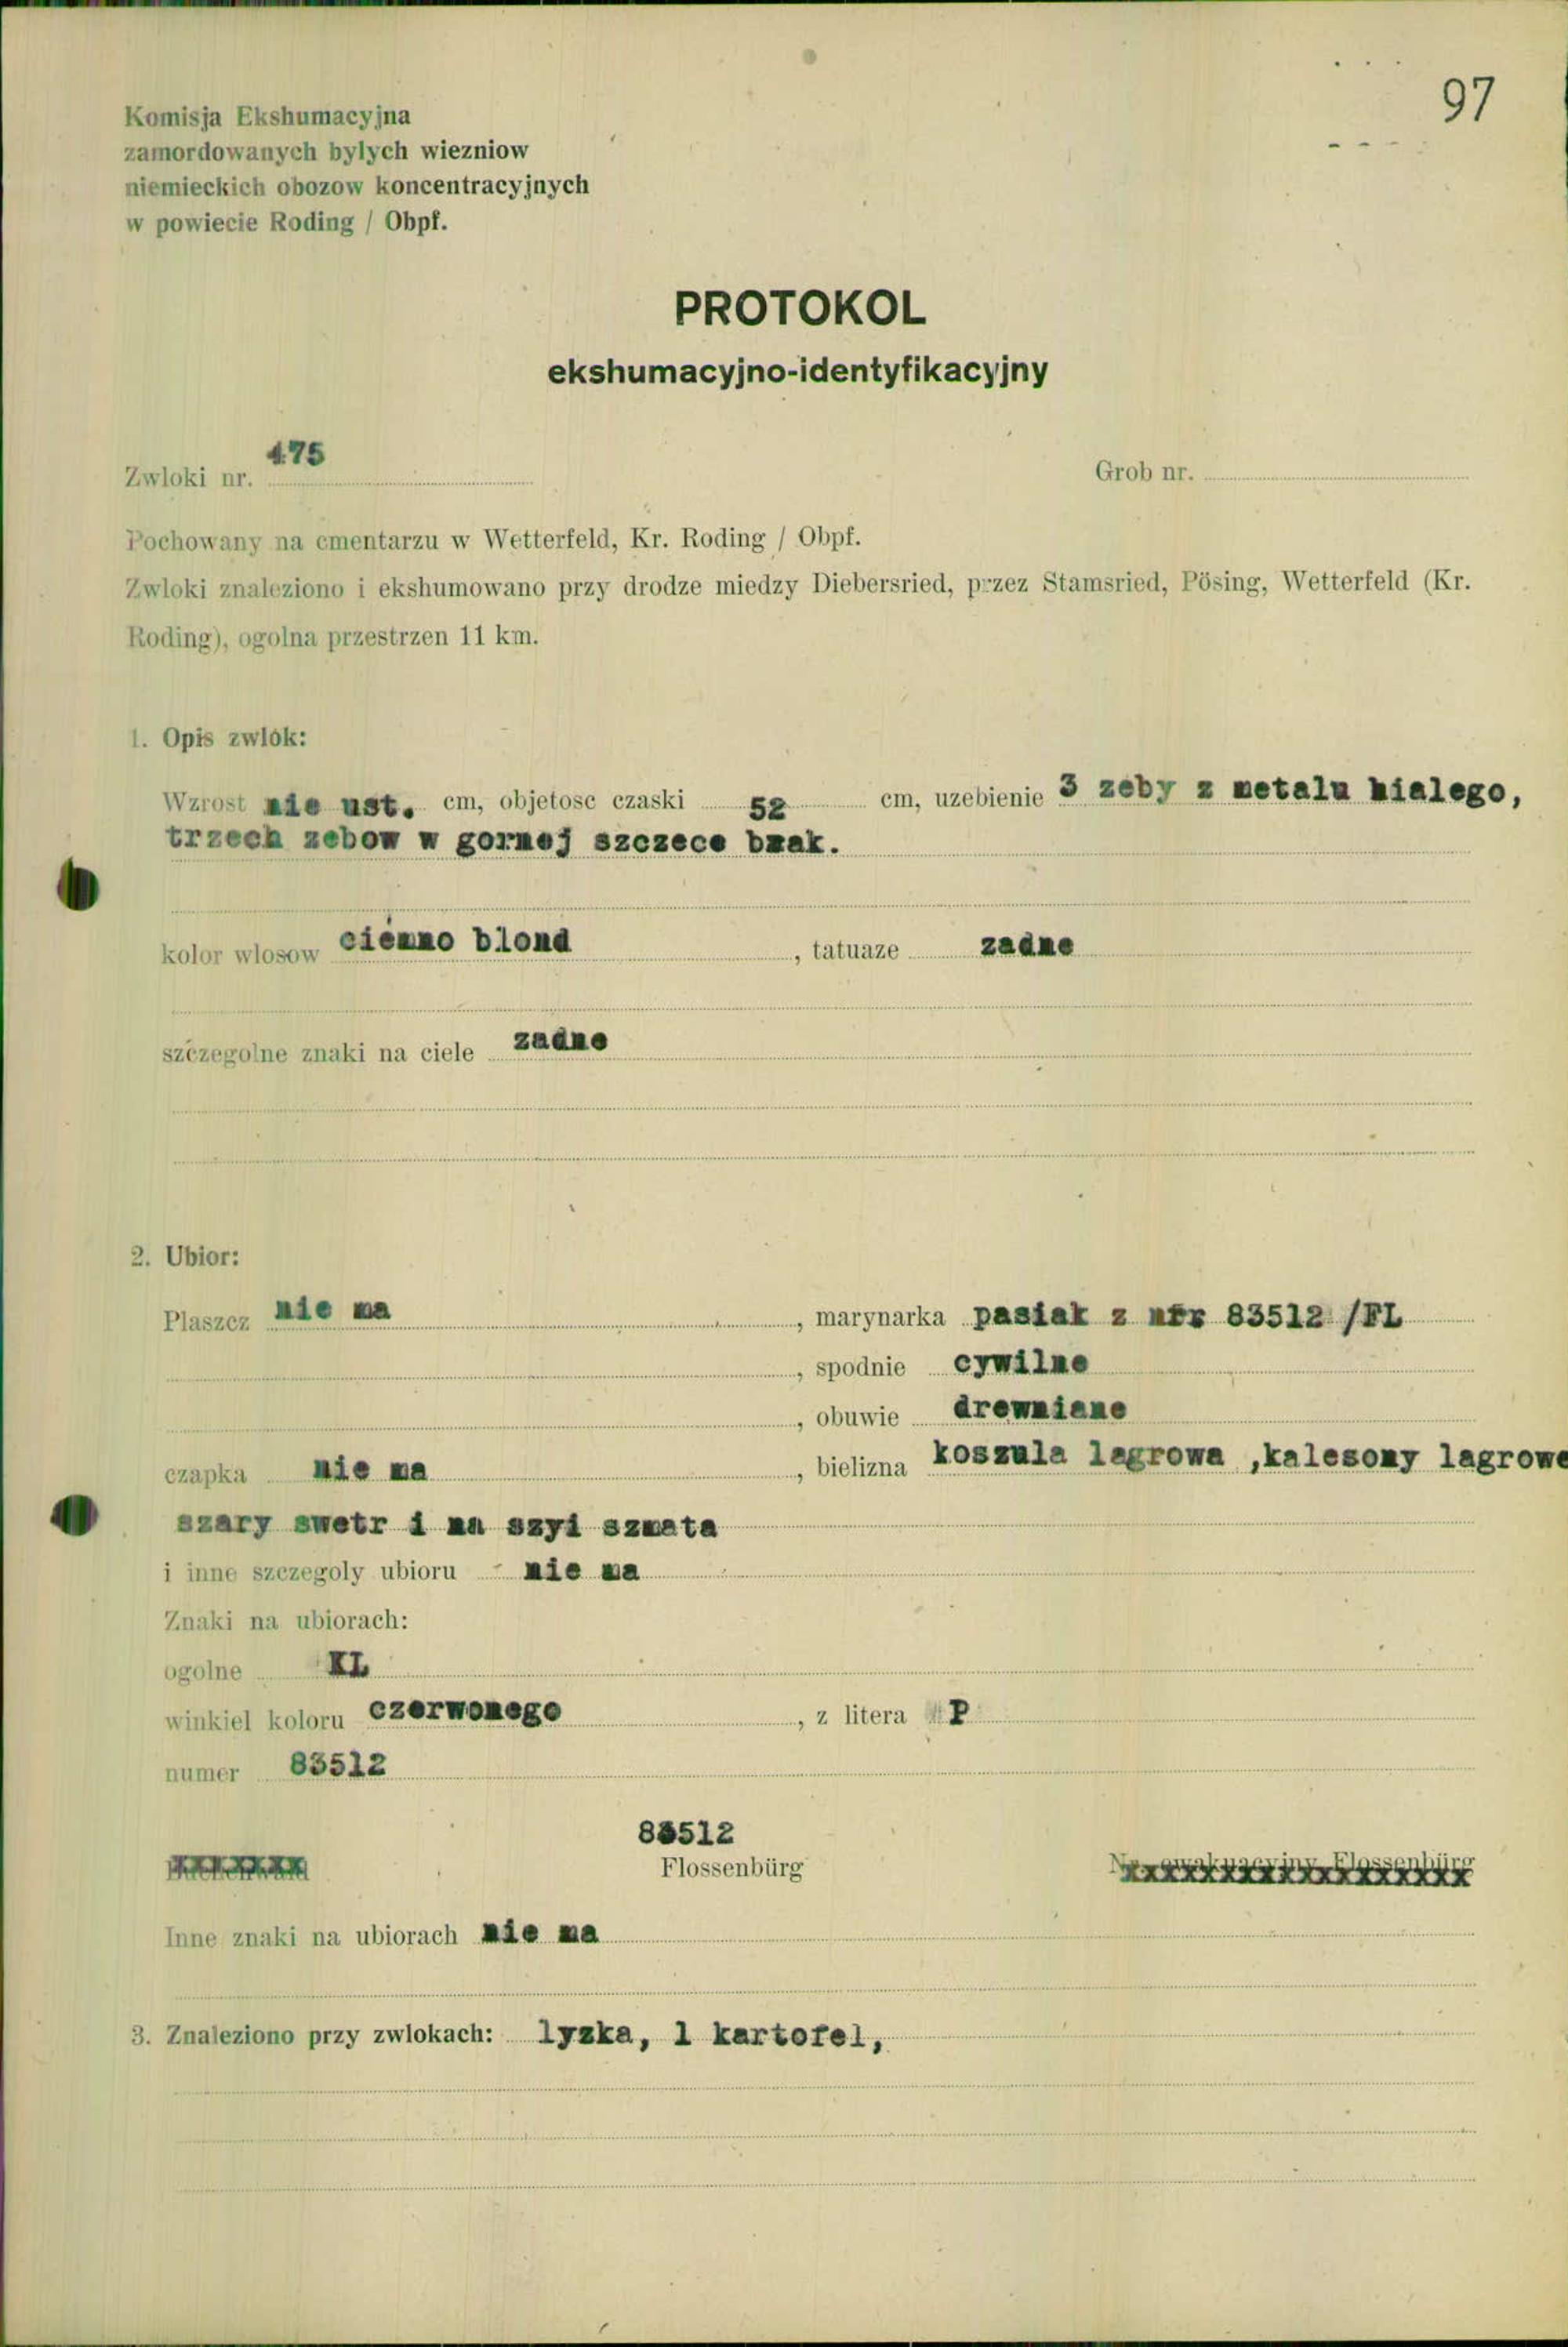 97
Komisja Ekshumacyjna
zamordowanych bylych wiezniow
niemieckich obozow koncentracyjnych
w powiecie Roding / Obpf.
PROTOKOL
ekshumacyjno-identyfikacyjny
Zwloki nr. 475 Grob nr.
Pochowany na cmentarzu w Wetterfeld, Kr. Roding / Obpf.
Zwloki znaleziono i ekshumowano przy drodze miedzy Diebersried, przez Stamsried, Pösing, Wetterfeld (Kr.
Roding), ogolna przestrzen 11 km.
1. Opis zwlok:
Wzrost nie ust. cm, objetosc czaski 52 cm, uzebienie 3 zeby z metalu bialego,
trzech zebow w gornej szczece brak.
kolor wlosow ciemno blond , tatuaze zadne
szczegolne znaki na ciele zadne
2. Ubior:
Plaszcz nie ma , marynarka pasiak z nrr 83512 /FL
, spodnie cywilne
, obuwie drewniane
czapka nie ma , bielizna koszula lagrowa ,kalesony lagrowe
szary swetr i na szyi szmata
i inne szczegoly ubioru nie ma
Znaki na ubiorach:
ogolne KL
winkiel koloru czerwonego , z litera P
numer 83512
83512
Flossenbürg Nr. ewakuacyjny Flossenbürg
Inne znaki na ubiorach nie ma
3. Znaleziono przy zwlokach: lyzka, 1 kartofel,